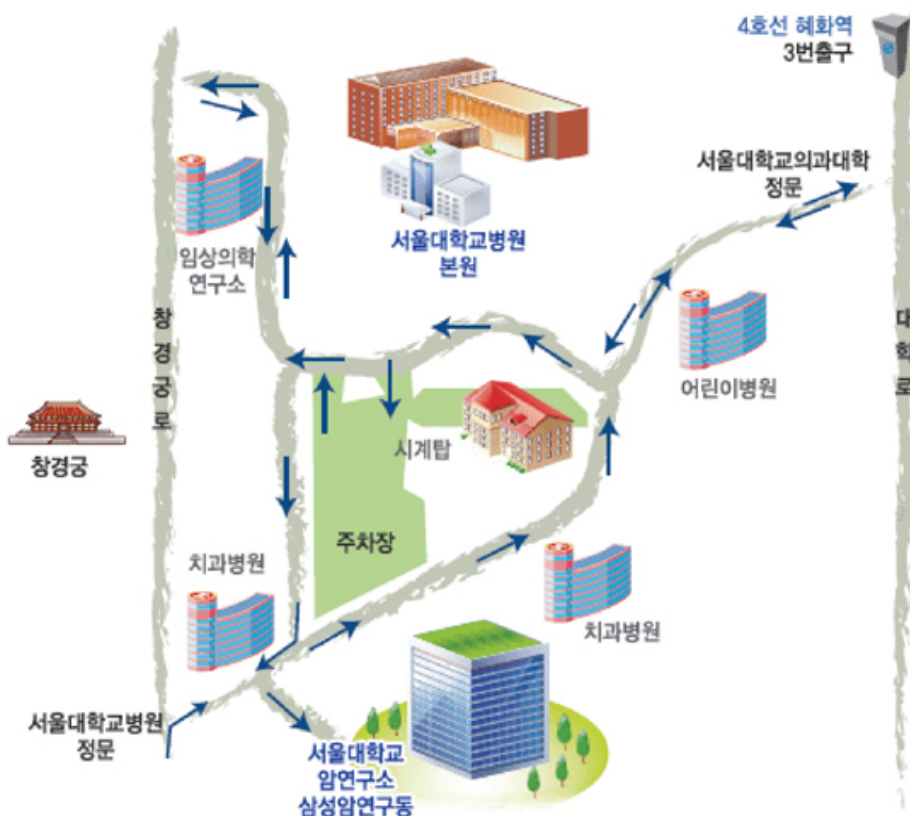 4호선 혜화역
3번출구
서울대학교의과대학
정문
서울대학교병원
본원
임상의학
연구소
창경궁로
대학로
어린이병원
창경궁
시계탑
주차장
치과병원
치과병원
서울대학교병원
정문
서울대학교
암연구소
삼성암연구동